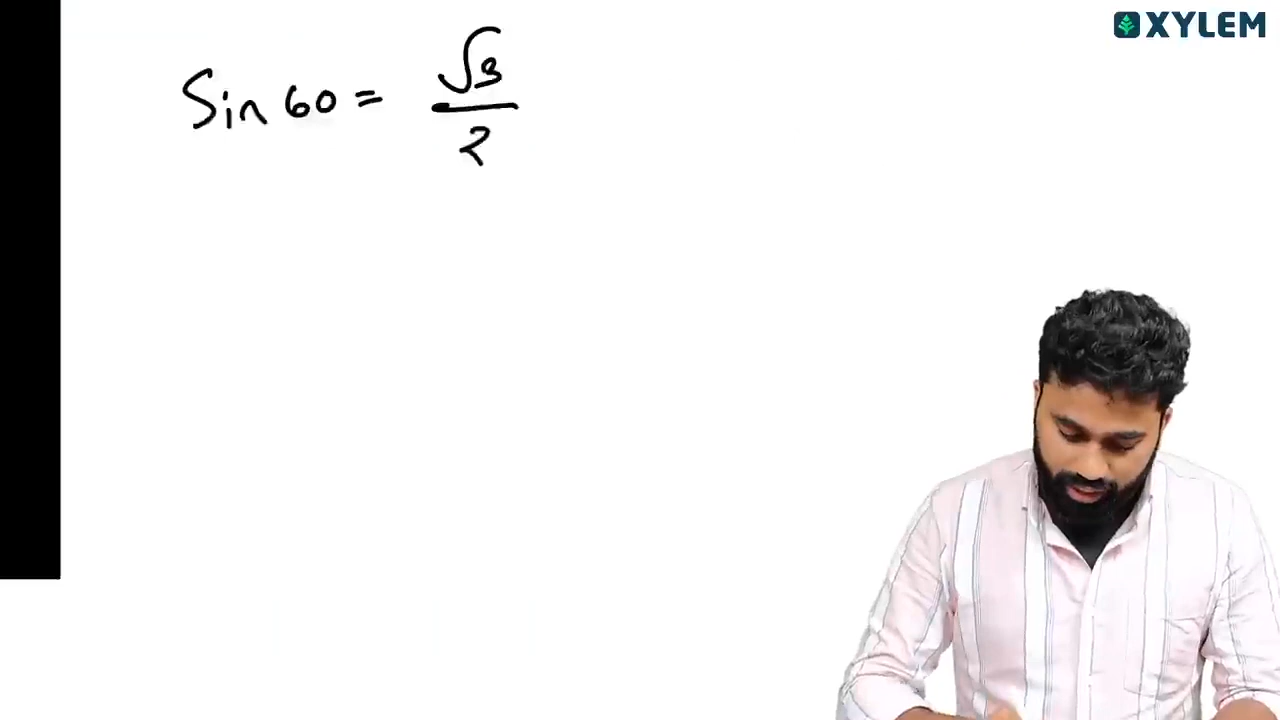 XYLEM
Sin 60 = √3/2